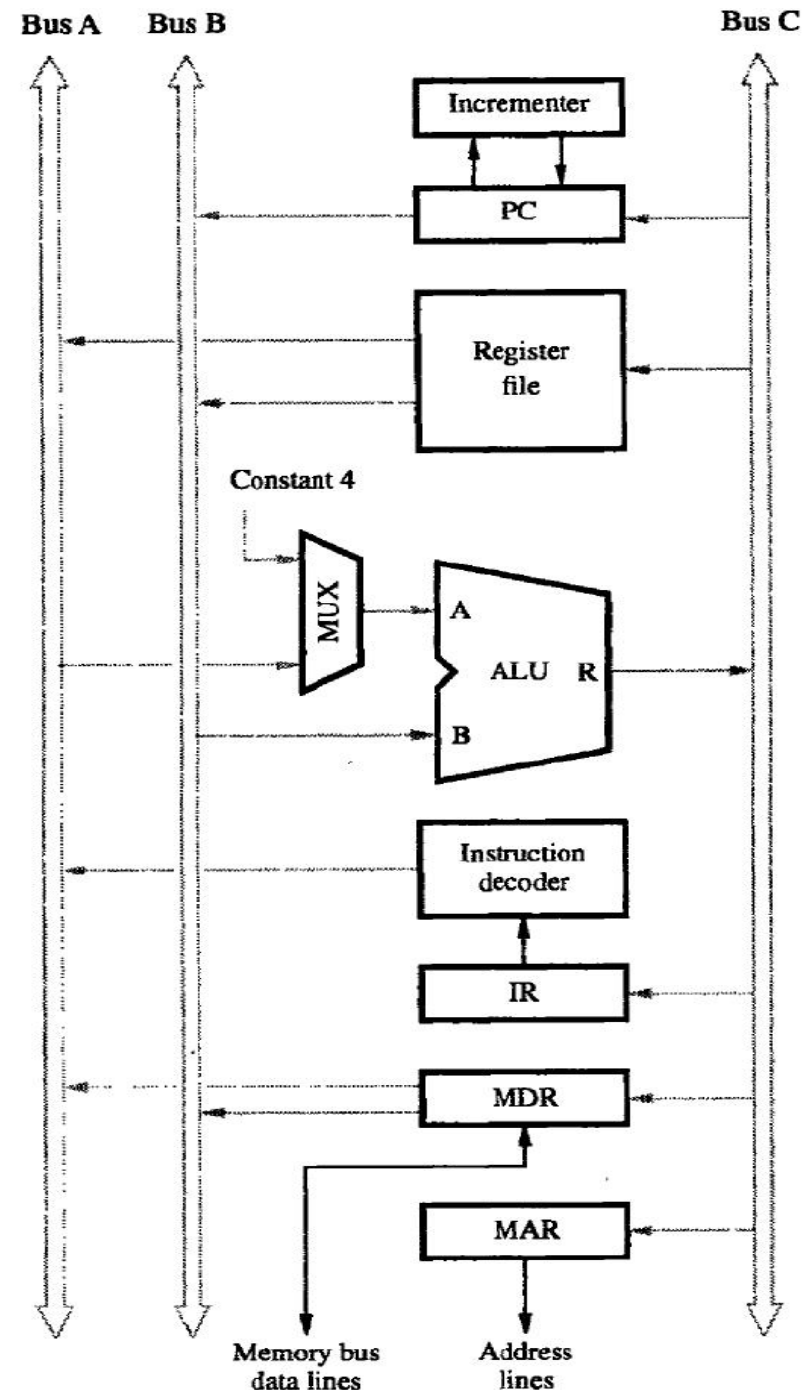 Bus A Bus B Bus C
Incrementer
PC
Register
file
Constant 4
MUX
A
ALU R
B
Instruction
decoder
IR
MDR
MAR
Memory bus
data lines
Address
lines